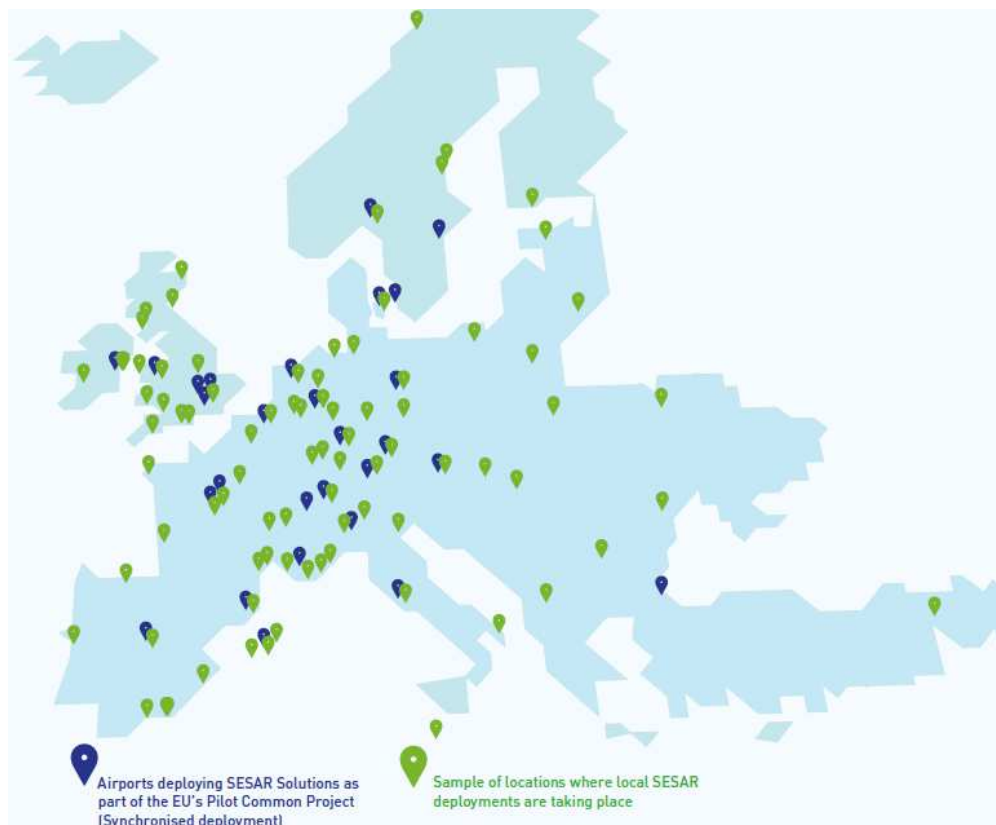 Airports deploying SESAR Solutions as
part of the EU's Pilot Common Project
(Synchronised deployment)
Sample of locations where local SESAR
deployments are taking place